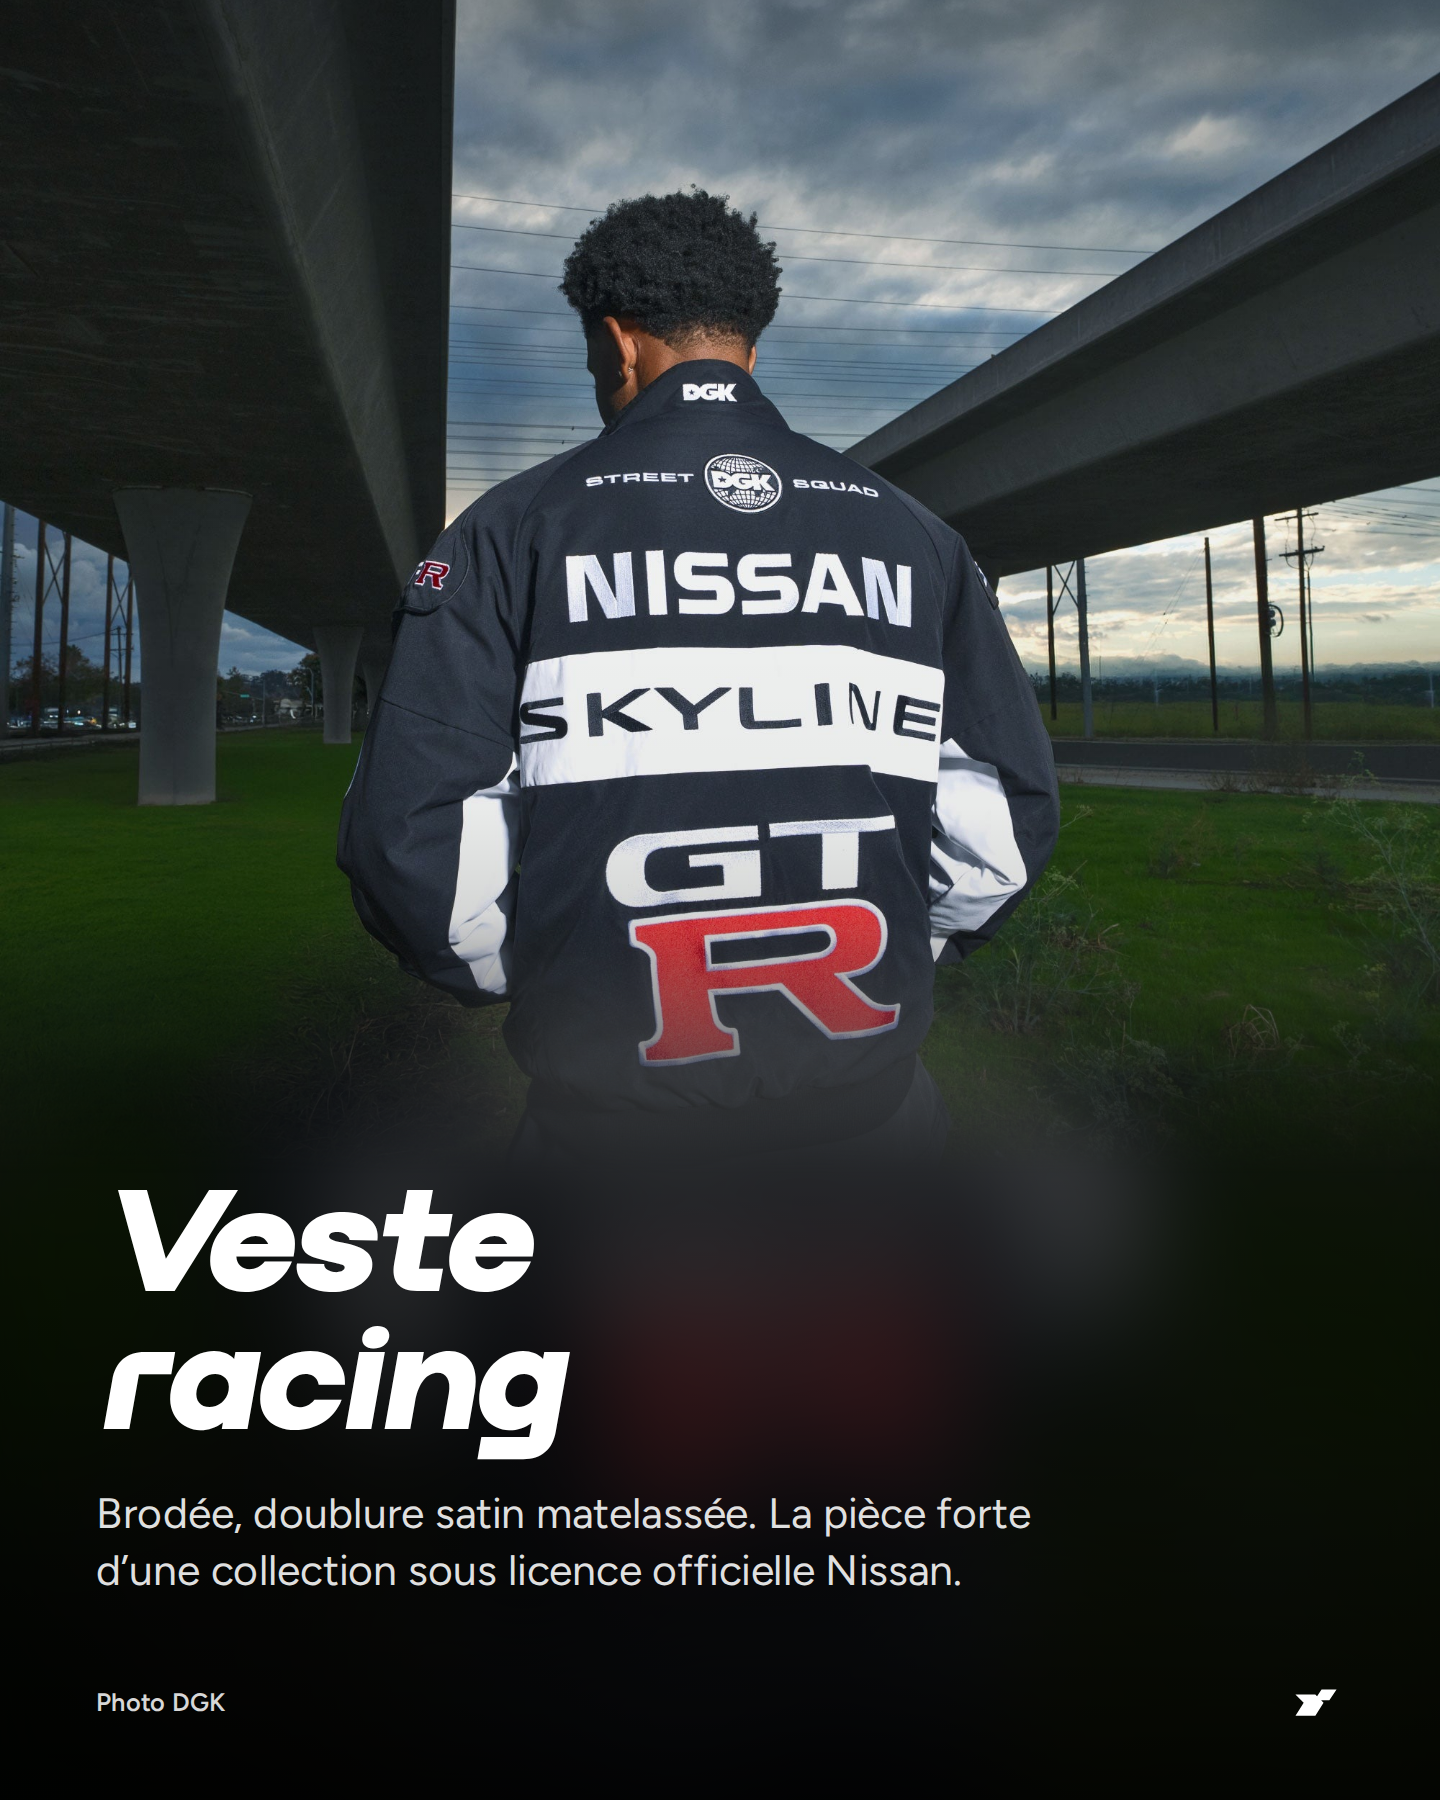 DGK
STREET DGK SQUAD
R
NISSAN
SKYLINE
GT
R
Veste
racing
Brodée, doublure satin matelassée. La pièce forte
d’une collection sous licence officielle Nissan.
Photo DGK